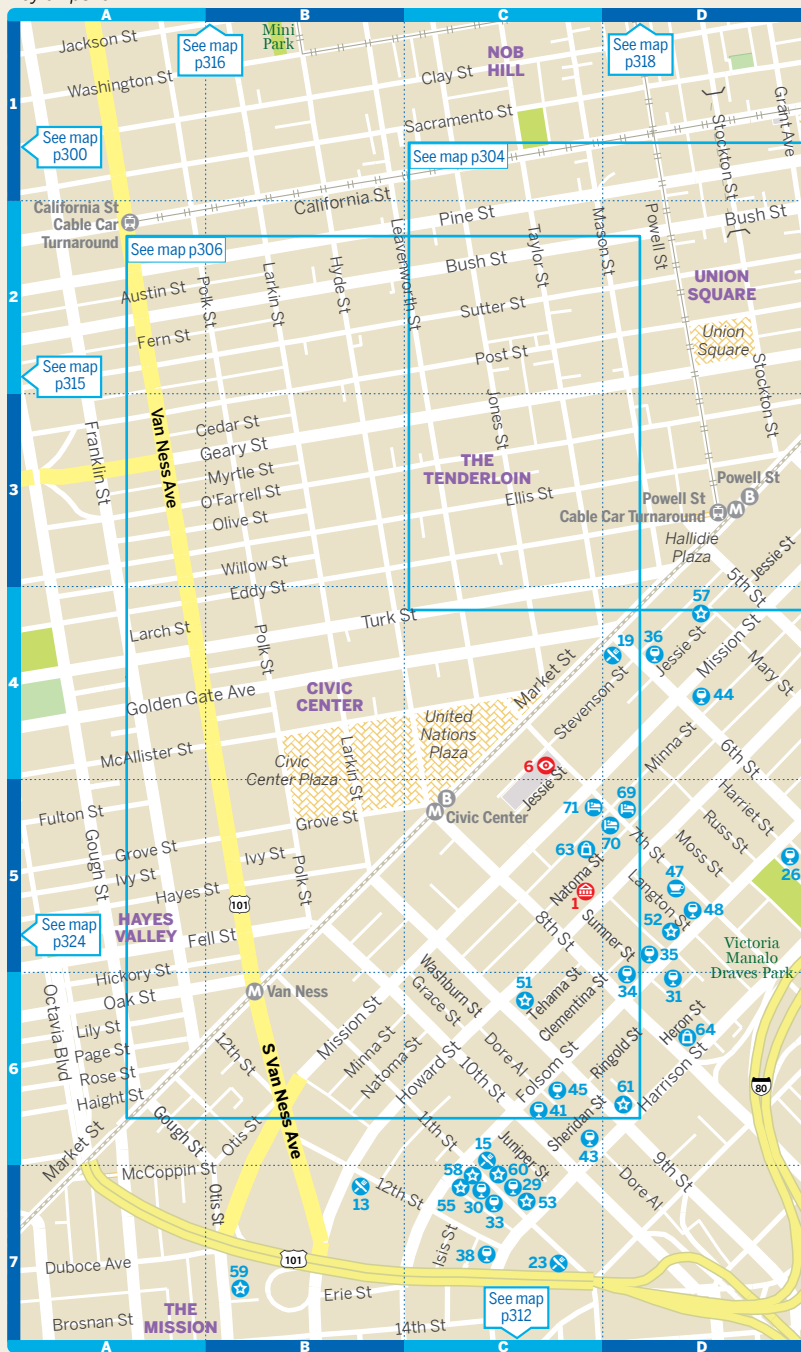 A
B
C
D
Jackson St
See map
p316
Mini
Park
NOB
HILL
See map
p318
Washington St
Clay St
1
Sacramento St
Grant Ave
Stockton St
See map
p300
See map p304
California St
Cable Car
Turnaround
California St
Pine St
Bush St
Leavenworth St
Taylor St
Mason St
Powell St
See map p306
Bush St
Austin St
Polk St
Larkin St
Hyde St
2
UNION
SQUARE
Sutter St
Fern St
Union
Square
Post St
Stockton St
See map
p315
Jones St
Franklin St
Van Ness Ave
Cedar St
Geary St
Myrtle St
O'Farrell St
Olive St
THE
TENDERLOIN
3
Ellis St
Powell St
Powell St
Cable Car Turnaround
M
B
Hallidie
Plaza
Willow St
Eddy St
5th St
Jessie St
57
Turk St
Larch St
Polk St
19
36
Jessie St
Mission St
Mary St
4
Golden Gate Ave
CIVIC
CENTER
Market St
Stevenson St
44
United
Nations
Plaza
McAllister St
Civic
Center Plaza
Larkin St
6
Minna St
6th St
Jessie St
Fulton St
Grove St
M
B
Civic Center
71
69
70
Harriet St
Russ St
Moss St
Gough St
Grove St
Ivy St
Ivy St
Polk St
63
7th St
26
5
Hayes St
Natoma St
1
47
Langton St
48
101
HAYES
VALLEY
Fell St
See map
p324
8th St
Sumner St
52
35
Victoria
Manalo
Draves Park
Hickory St
Oak St
M
Van Ness
Washburn St
Grace St
51
Tehama St
Clementina St
34
31
Octavia Blvd
Lily St
Page St
Rose St
Haight St
12th St
Mission St
Minna St
Natoma St
Howard St
Dore Al
10th St
Folsom St
Ringold St
Heron St
64
Harrison St
6
S Van Ness Ave
45
41
61
80
Market St
Gough St
Otis St
11th St
Juniper St
Sheridan St
43
15
McCoppin St
Otis St
13
12th St
58
60
55
30
29
33
53
Dore Al
9th St
Isis St
7
Duboce Ave
101
38
23
59
Erie St
THE
MISSION
See map
p312
Brosnan St
14th St
A
B
C
D